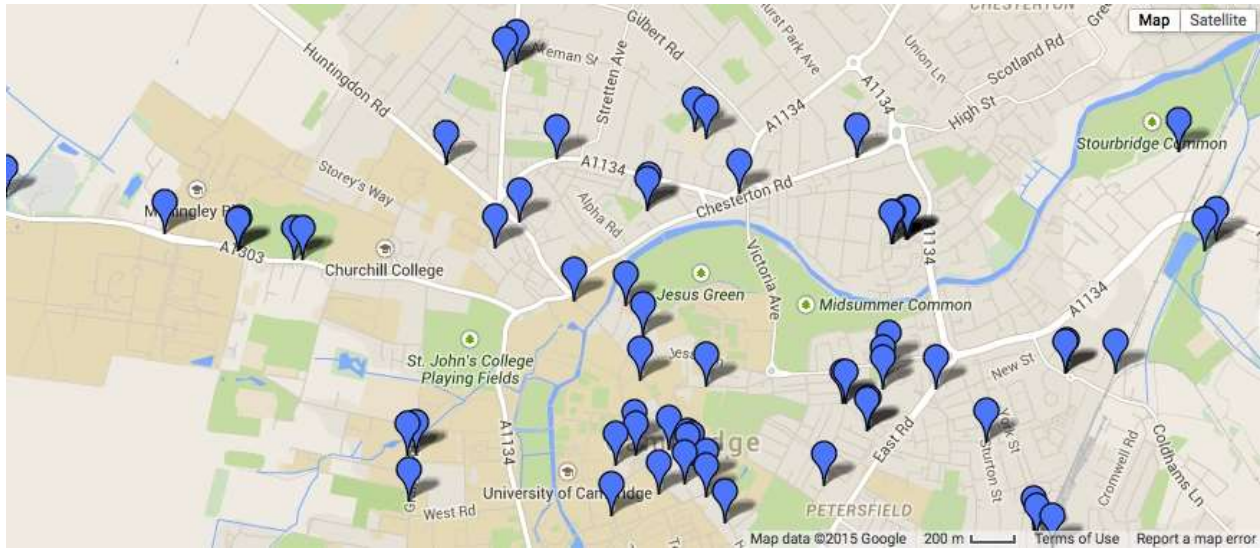 CHESTERTON
Map
Satellite
Gilbert Rd
Huntingdon Rd
Stretten Ave
Union Ln
Scotland Rd
A1134
High St
A1134
Stourbridge Common
Storey's Way
A1134
Chesterton Rd
Alpha Rd
A1134
A1303
Churchill College
Victoria Ave
Jesus Green
Midsummer Common
A1134
St. John's College
Playing Fields
New St
York St
Sturton St
East Rd
Cromwell Rd
Coldhams Ln
A1134
University of Cambridge
West Rd
PETERSFIELD
Map data ©2015 Google
200 m
Terms of Use
Report a map error